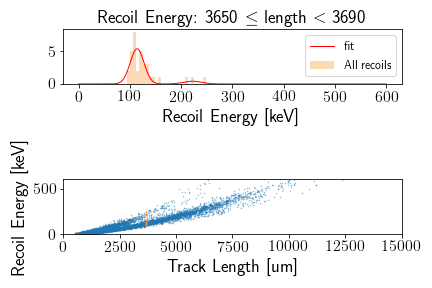 Recoil Energy: 3650 ≤ length < 3690
5
0
fit
All recoils
0 100 200 300 400 500 600
Recoil Energy [keV]
Recoil Energy [keV]
500
0
0 2500 5000 7500 10000 12500 15000
Track Length [um]